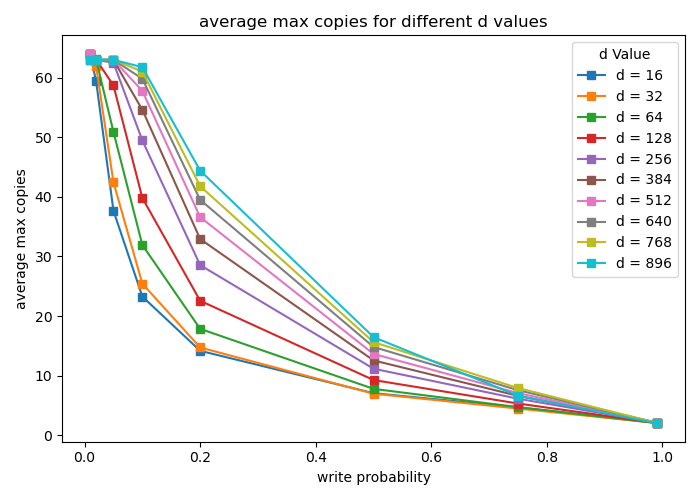 average max copies for different d values
d Value
d = 16
d = 32
d = 64
d = 128
d = 256
d = 384
d = 512
d = 640
d = 768
d = 896
average max copies
60
50
40
30
20
10
0
0.0 0.2 0.4 0.6 0.8 1.0
write probability